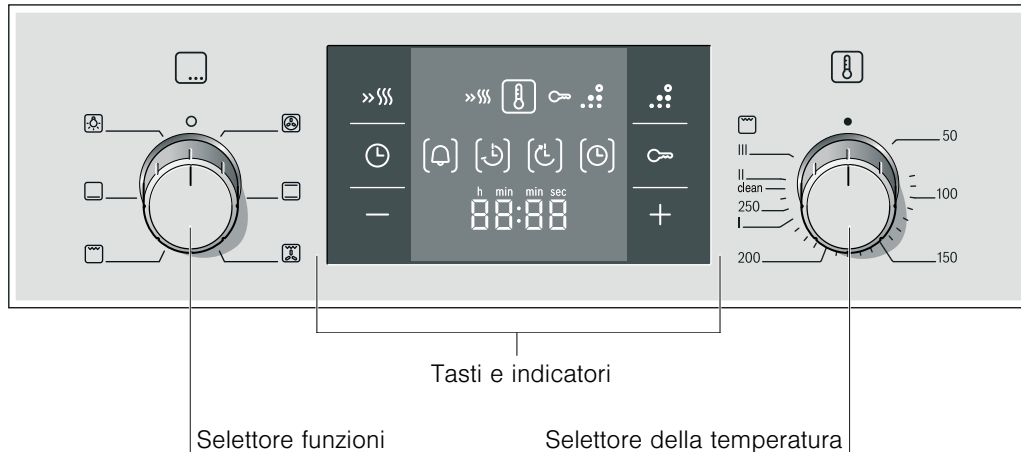 h min min sec
88:88
50
100
150
200
I
250
clean
II
III
Tasti e indicatori
Selettore funzioni
Selettore della temperatura